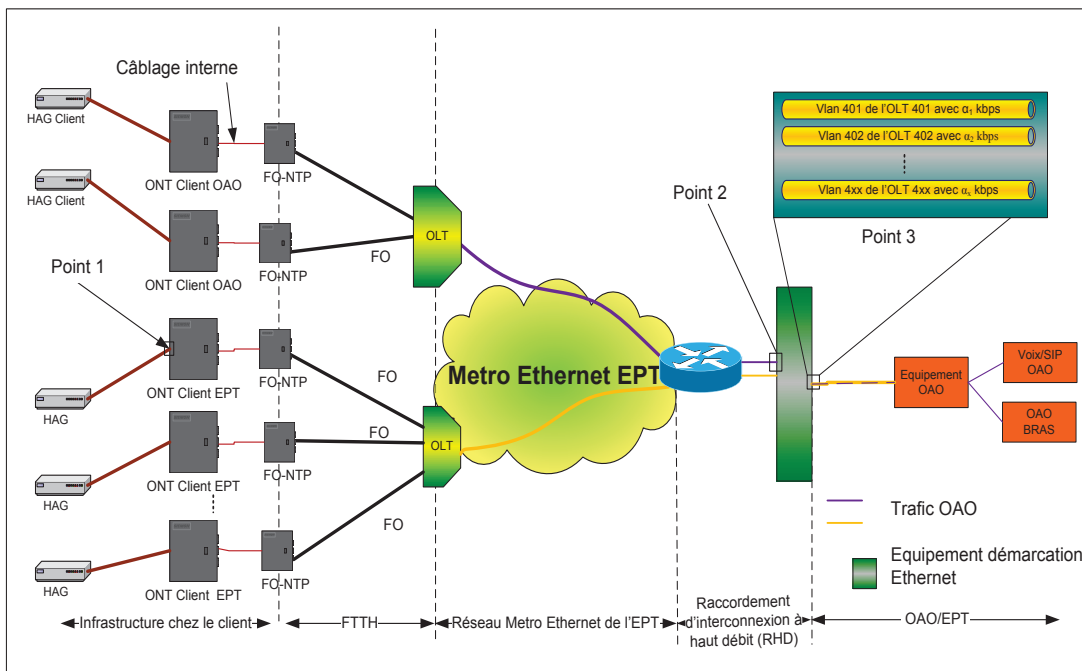 Câblage interne
HAG Client
ONT Client OAO
FO-NTP
HAG Client
ONT Client OAO
FO-NTP
FO
OLT
Point 1
HAG
ONT Client EPT
FO-NTP
FO
HAG
ONT Client EPT
FO-NTP
FO
OLT
HAG
ONT Client EPT
FO-NTP
FO
Metro Ethernet EPT
Point 2
Vlan 401 de l'OLT 401 avec α1 kbps
Vlan 402 de l'OLT 402 avec α2 kbps
Vlan 4xx de l'OLT 4xx avec αx kbps
Point 3
Equipement
OAO
Voix/SIP
OAO
OAO
BRAS
Trafic OAO
Equipement démarcation
Ethernet
Infrastructure chez le client
FTTH
Réseau Metro Ethernet de l'EPT
Raccordement
d'interconnexion à
haut débit (RHD)
OAO/EPT